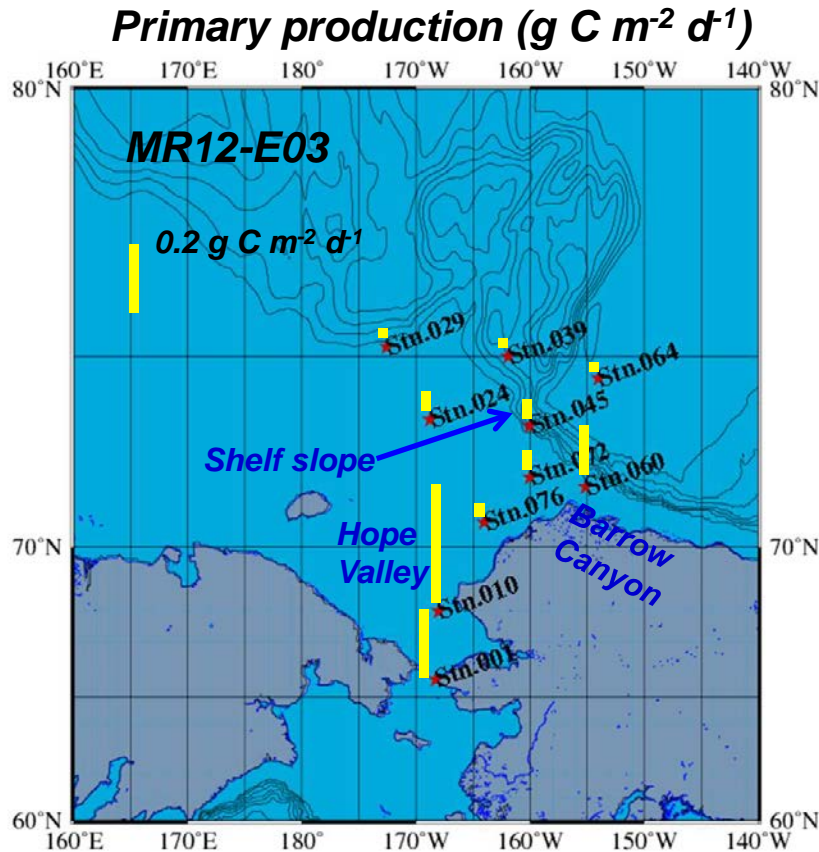 Primary production (g C m⁻² d⁻¹)
160°E 170°E 180° 170°W 160°W 150°W 140°W
80°N 80°N
MR12-E03
0.2 g C m⁻² d⁻¹
Stn.029
Stn.039
Stn.064
Stn.024
Stn.045
Shelf slope
Stn.060
Stn.076
Barrow
Canyon
Hope
Valley
70°N 70°N
Stn.010
Stn.001
60°N 60°N
160°E 170°E 180° 170°W 160°W 150°W 140°W